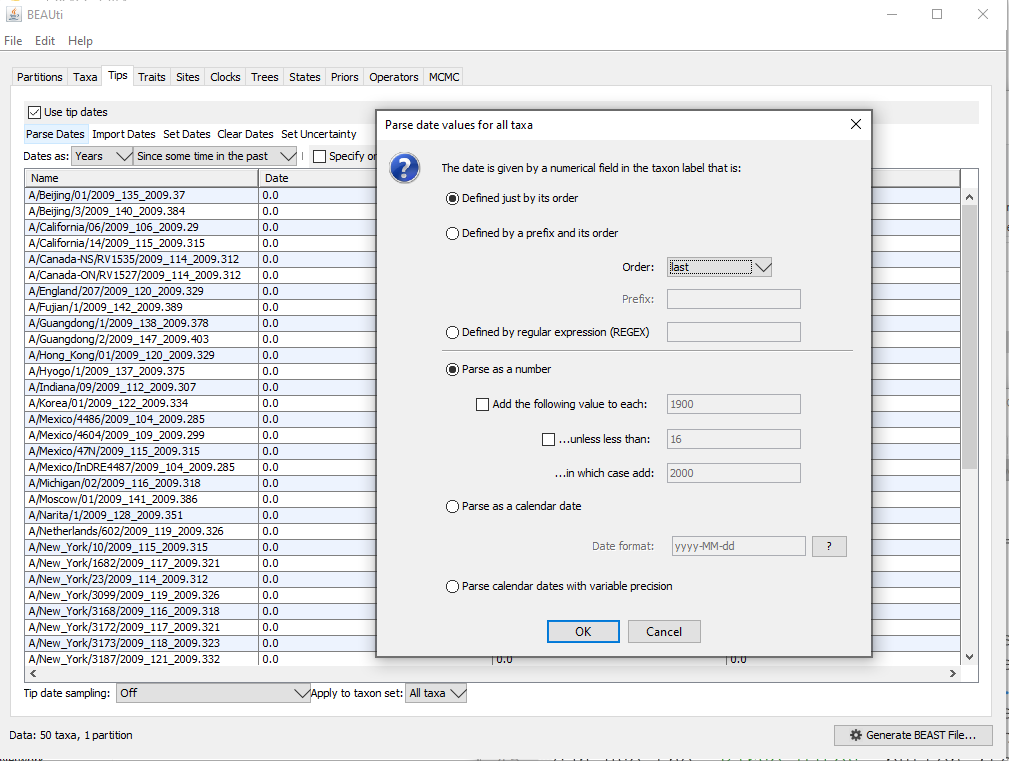 BEAUti
File Edit Help
Partitions Taxa Tips Traits Sites Clocks Trees States Priors Operators MCMC
Use tip dates
Parse Dates Import Dates Set Dates Clear Dates Set Uncertainty
Dates as: Years Since some time in the past Specify or
Name Date
A/Beijing/01/2009_135_2009.37 0.0
A/Beijing/3/2009_140_2009.384 0.0
A/California/06/2009_106_2009.29 0.0
A/California/14/2009_115_2009.315 0.0
A/Canada-NS/RV1535/2009_114_2009.312 0.0
A/Canada-ON/RV1527/2009_114_2009.312 0.0
A/England/207/2009_120_2009.329 0.0
A/Fujian/1/2009_142_2009.389 0.0
A/Guangdong/1/2009_138_2009.378 0.0
A/Guangdong/2/2009_147_2009.403 0.0
A/Hong_Kong/01/2009_120_2009.329 0.0
A/Hyogo/1/2009_137_2009.375 0.0
A/Indiana/09/2009_112_2009.307 0.0
A/Korea/01/2009_122_2009.334 0.0
A/Mexico/4486/2009_104_2009.285 0.0
A/Mexico/4604/2009_109_2009.299 0.0
A/Mexico/47N/2009_115_2009.315 0.0
A/Mexico/InDRE4487/2009_104_2009.285 0.0
A/Michigan/02/2009_116_2009.318 0.0
A/Moscow/01/2009_141_2009.386 0.0
A/Narita/1/2009_128_2009.351 0.0
A/Netherlands/602/2009_119_2009.326 0.0
A/New_York/10/2009_115_2009.315 0.0
A/New_York/1682/2009_117_2009.321 0.0
A/New_York/23/2009_114_2009.312 0.0
A/New_York/3099/2009_119_2009.326 0.0
A/New_York/3168/2009_116_2009.318 0.0
A/New_York/3172/2009_117_2009.321 0.0
A/New_York/3173/2009_118_2009.323 0.0
A/New_York/3187/2009_121_2009.332 0.0 0.0 0.0
Tip date sampling: Off Apply to taxon set: All taxa
Data: 50 taxa, 1 partition
Generate BEAST File...
Parse date values for all taxa
The date is given by a numerical field in the taxon label that is:
Defined just by its order
Defined by a prefix and its order
Order: last
Prefix:
Defined by regular expression (REGEX)
Parse as a number
Add the following value to each: 1900
...unless less than: 16
...in which case add: 2000
Parse as a calendar date
Date format: yyyy-MM-dd ?
Parse calendar dates with variable precision
OK Cancel